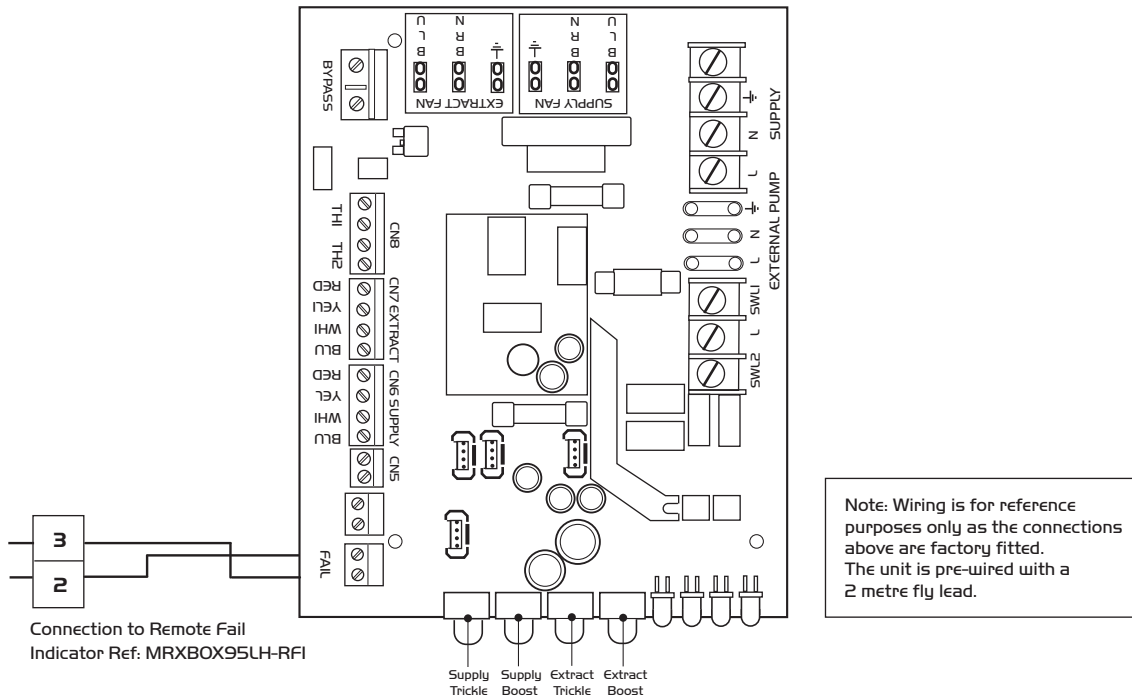 U L B
N R B
EXTRACT FAN
N R B
U L B
SUPPLY FAN
BYPASS
SUPPLY
N
L
EXTERNAL PUMP
N
L
SWL1
L
SWL2
TH1
TH2
CN8
RED
YEL1
WHI
BLU
CN7 EXTRACT
RED
YEL
WHI
BLU
CN6 SUPPLY
CN5
FAIL
3
2
Connection to Remote Fail
Indicator Ref: MRXBOX95LH-RFI
Supply
Trickle
Supply
Boost
Extract
Trickle
Extract
Boost
Note: Wiring is for reference
purposes only as the connections
above are factory fitted.
The unit is pre-wired with a
2 metre fly lead.